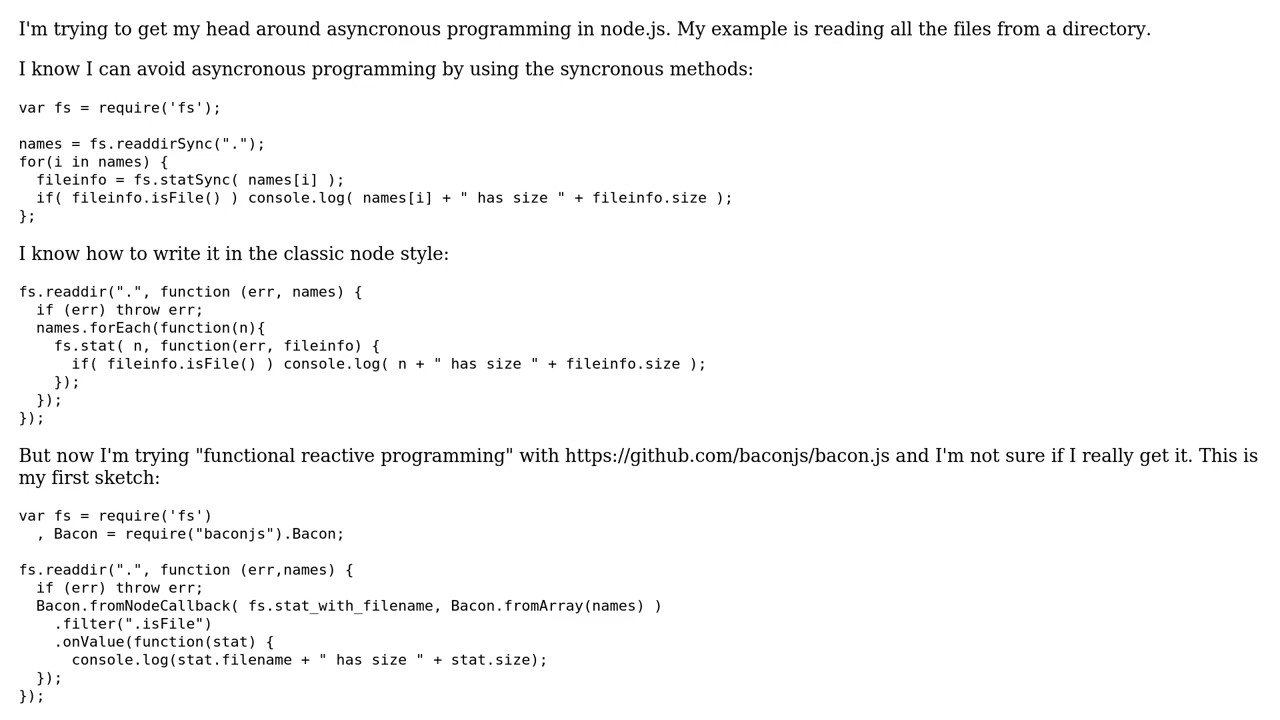 I'm trying to get my head around asyncronous programming in node.js. My example is reading all the files from a directory.
I know I can avoid asyncronous programming by using the syncronous methods:
var fs = require('fs');
names = fs.readdirSync(".");
for(i in names) {
  fileinfo = fs.statSync( names[i] );
  if( fileinfo.isFile() ) console.log( names[i] + " has size " + fileinfo.size );
};
I know how to write it in the classic node style:
fs.readdir(".", function (err, names) {
  if (err) throw err;
  names.forEach(function(n){
    fs.stat( n, function(err, fileinfo) {
      if( fileinfo.isFile() ) console.log( n + " has size " + fileinfo.size );
    });
  });
});
But now I'm trying "functional reactive programming" with https://github.com/baconjs/bacon.js and I'm not sure if I really get it. This is
my first sketch:
var fs = require('fs')
  , Bacon = require("baconjs").Bacon;
fs.readdir(".", function (err,names) {
  if (err) throw err;
  Bacon.fromNodeCallback( fs.stat_with_filename, Bacon.fromArray(names) )
    .filter(".isFile")
    .onValue(function(stat) {
      console.log(stat.filename + " has size " + stat.size);
  });
});